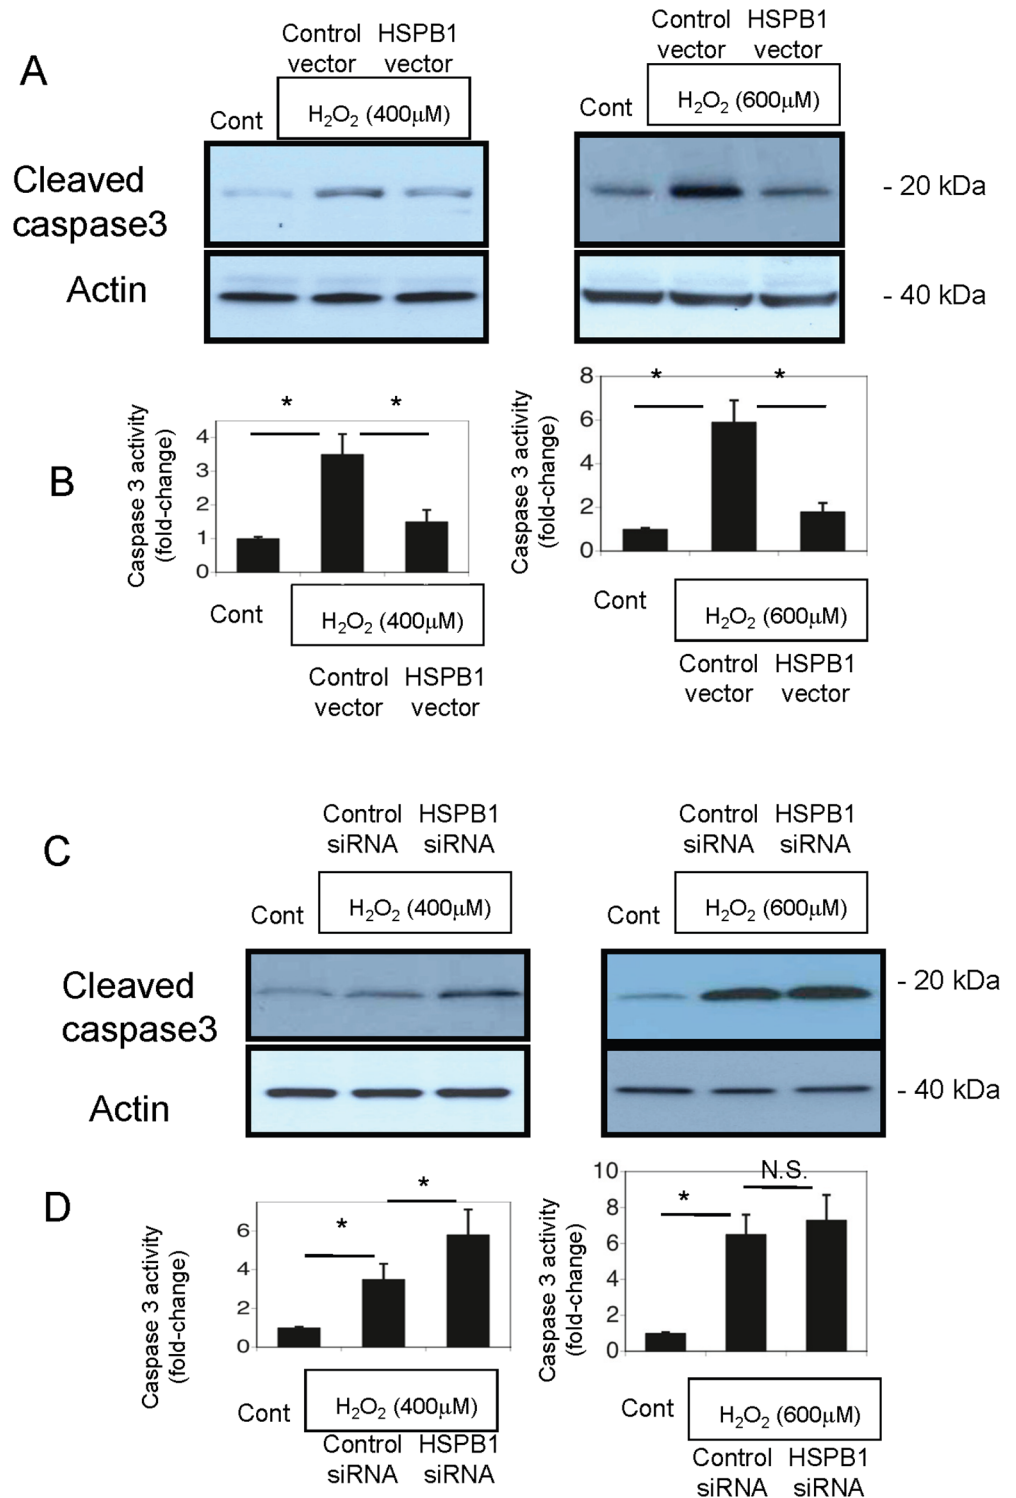 A
Control HSPB1
vector vector
H2O2 (400µM)
Cont
Control HSPB1
vector vector
H2O2 (600µM)
Cont
Cleaved
caspase3
- 20 kDa
Actin
- 40 kDa
B
Caspase 3 activity
(fold-change)
4
3
2
1
0
* *
Cont
H2O2 (400µM)
Control HSPB1
vector vector
Caspase 3 activity
(fold-change)
8
6
4
2
0
* *
Cont
H2O2 (600µM)
Control HSPB1
vector vector
C
Control HSPB1
siRNA siRNA
H2O2 (400µM)
Cont
Control HSPB1
siRNA siRNA
H2O2 (600µM)
Cont
Cleaved
caspase3
- 20 kDa
Actin
- 40 kDa
D
Caspase 3 activity
(fold-change)
6
4
2
0
* *
Cont
H2O2 (400µM)
Control HSPB1
siRNA siRNA
Caspase 3 activity
(fold-change)
10
8
6
4
2
0
* N.S.
Cont
H2O2 (600µM)
Control HSPB1
siRNA siRNA